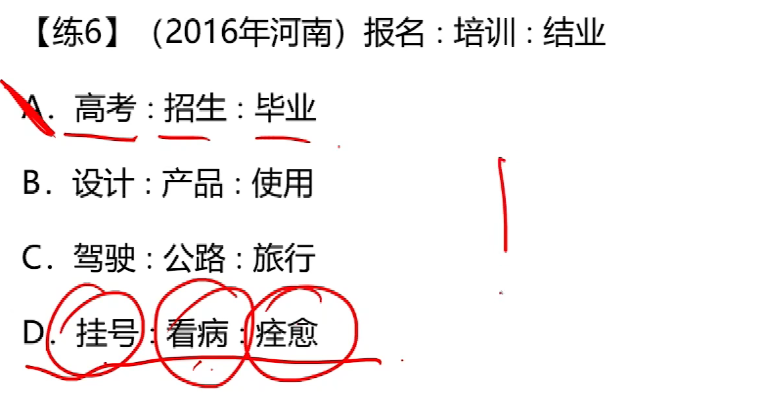 【练6】（2016年河南）报名：培训：结业
A. 高考：招生：毕业
B. 设计：产品：使用
C. 驾驶：公路：旅行
D. 挂号：看病：痊愈